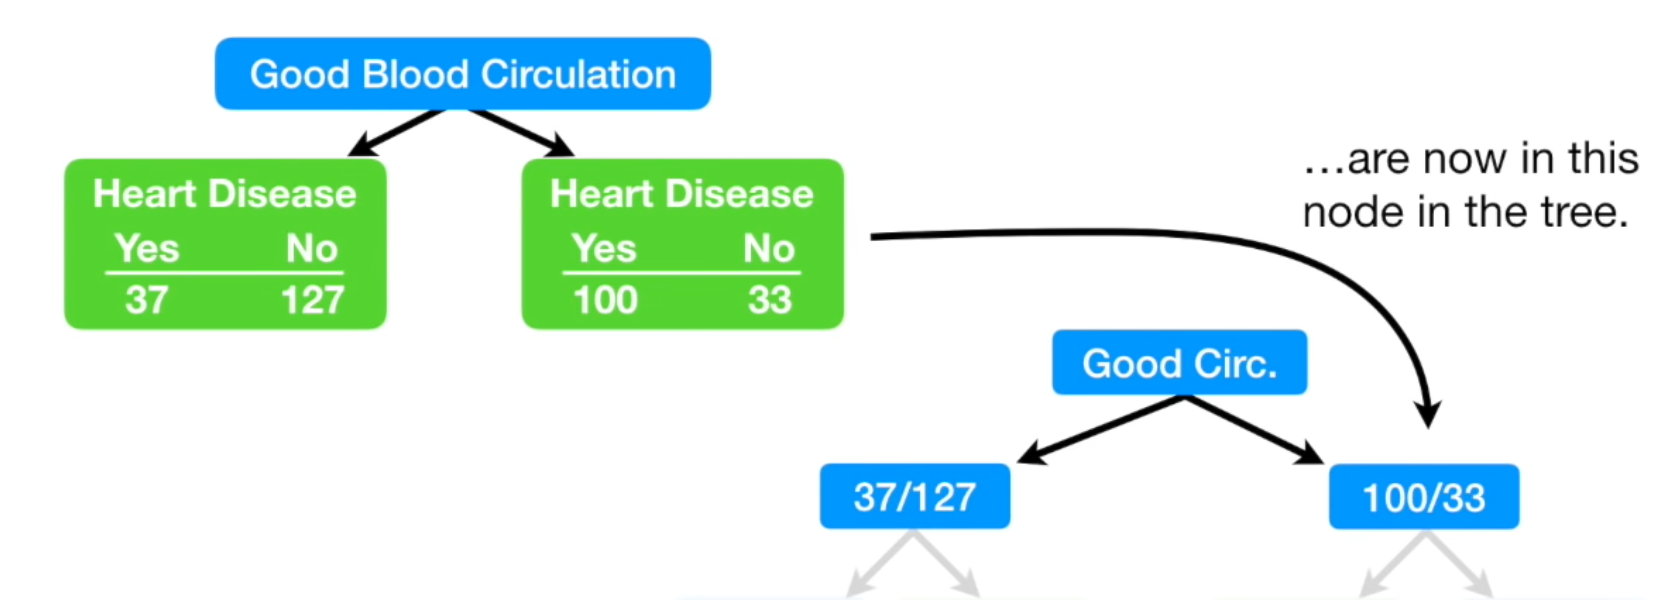 Good Blood Circulation
Heart Disease
Yes No
37 127
Heart Disease
Yes No
100 33
…are now in this
node in the tree.
Good Circ.
37/127
100/33